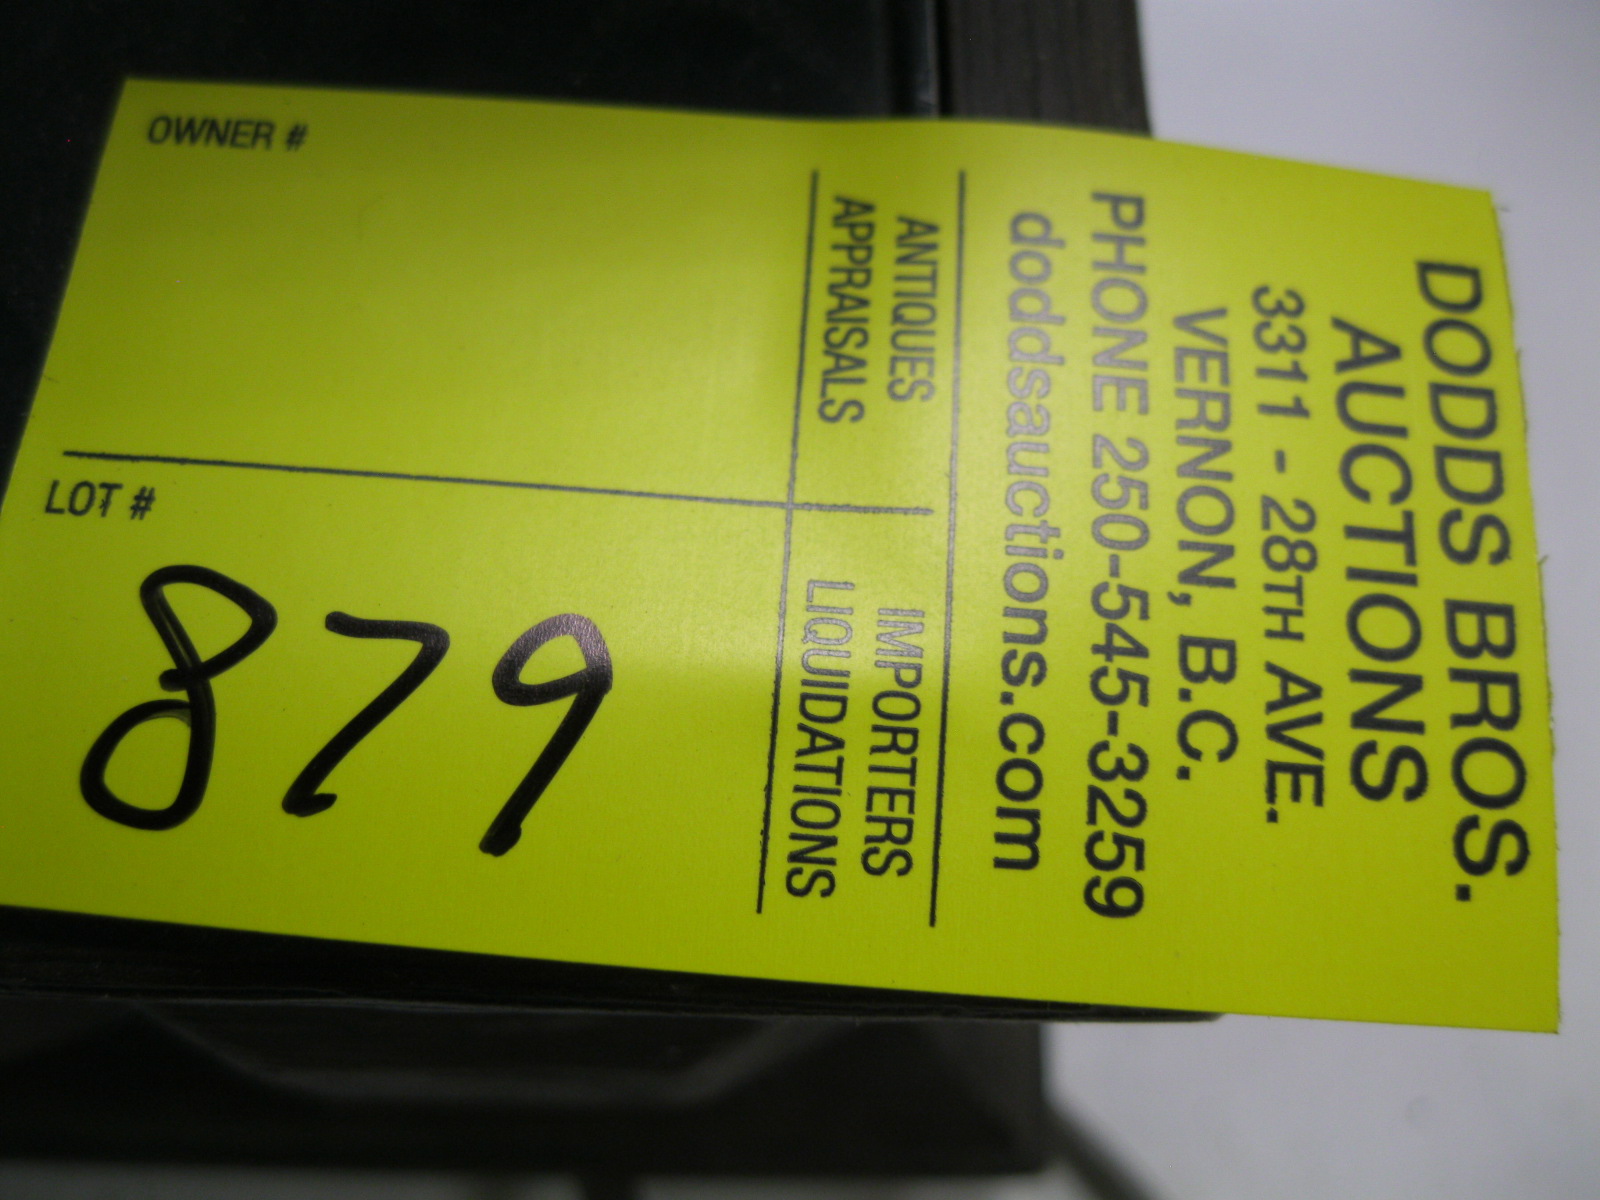 DODDS BROS.
AUCTIONS
3311 - 28TH AVE.
VERNON, B.C.
PHONE 250-545-3259
doddsauctions.com
ANTIQUES
APPRAISALS
IMPORTERS
LIQUIDATIONS
OWNER #
LOT #
879